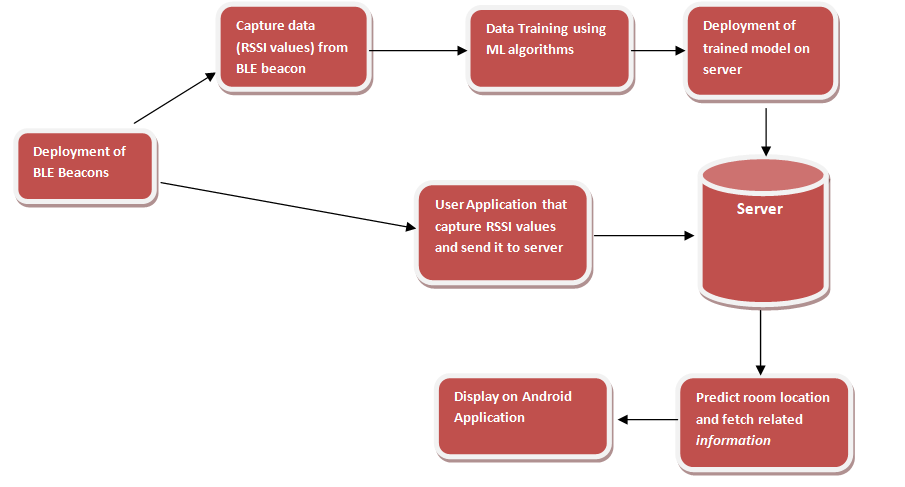 Capture data
(RSSI values) from
BLE beacon
Data Training using
ML algorithms
Deployment of
trained model on
server
Deployment of
BLE Beacons
User Application that
capture RSSI values
and send it to server
Server
Display on Android
Application
Predict room location
and fetch related
information